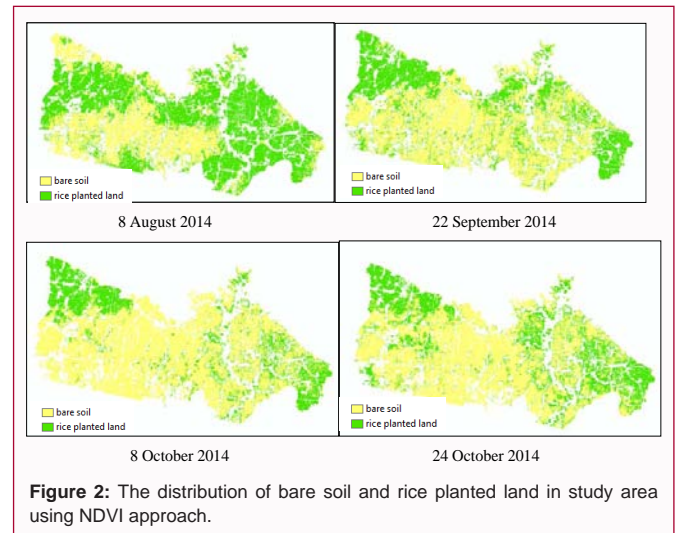 bare soil
rice planted land
8 August 2014
bare soil
rice planted land
22 September 2014
bare soil
rice planted land
8 October 2014
bare soil
rice planted land
24 October 2014
Figure 2: The distribution of bare soil and rice planted land in study area
using NDVI approach.